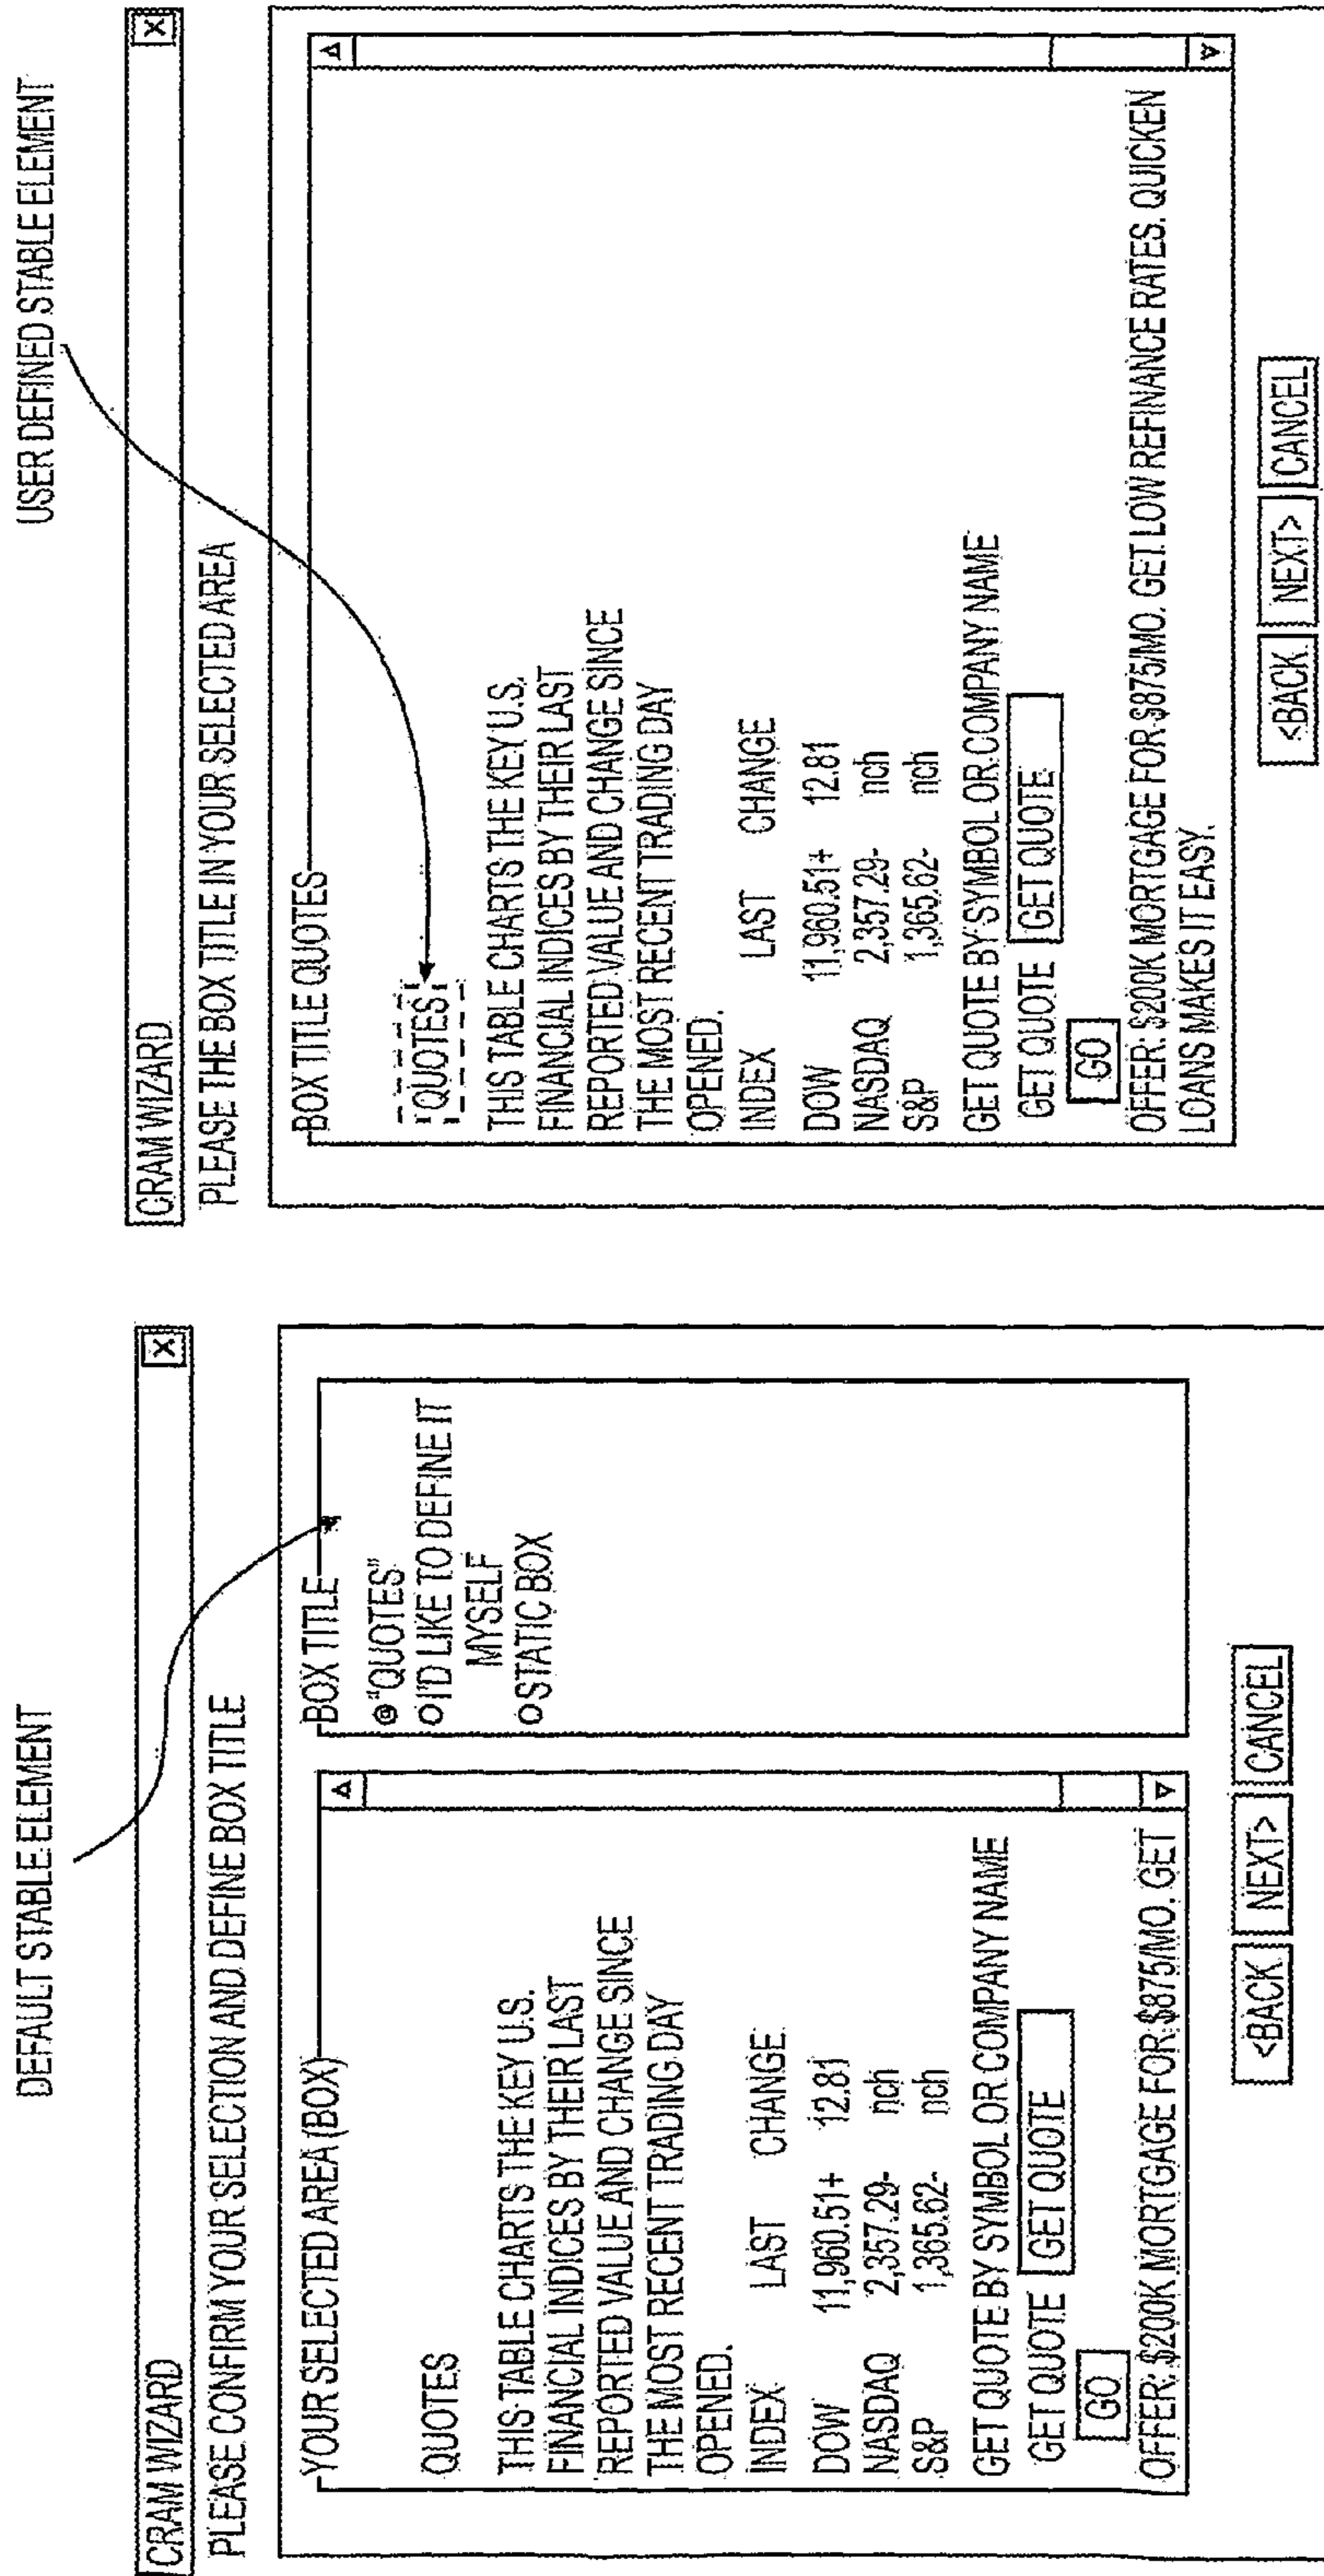 DEFAULT STABLE ELEMENT
CRAM WIZARD
X
PLEASE CONFIRM YOUR SELECTION AND DEFINE BOX TITLE
YOUR SELECTED AREA (BOX)
QUOTES
THIS TABLE CHARTS THE KEY U.S.
FINANCIAL INDICES BY THEIR LAST
REPORTED VALUE AND CHANGE SINCE
THE MOST RECENT TRADING DAY
OPENED.
INDEX LAST CHANGE
DOW 11,960.51+ 12.81
NASDAQ 2,357.29- nch
S&P 1,365.62- nch
GET QUOTE BY SYMBOL OR COMPANY NAME
GET QUOTE GET QUOTE
GO
OFFER: $200K MORTGAGE FOR $875/MO. GET
BOX TITLE
"QUOTES"
I'D LIKE TO DEFINE IT
MYSELF
STATIC BOX
<BACK NEXT> CANCEL
USER DEFINED STABLE ELEMENT
CRAM WIZARD
X
PLEASE THE BOX TITLE IN YOUR SELECTED AREA
BOX TITLE QUOTES
QUOTES
THIS TABLE CHARTS THE KEY U.S.
FINANCIAL INDICES BY THEIR LAST
REPORTED VALUE AND CHANGE SINCE
THE MOST RECENT TRADING DAY
OPENED.
INDEX LAST CHANGE
DOW 11,960.51+ 12.81
NASDAQ 2,357.29- nch
S&P 1,365.62- nch
GET QUOTE BY SYMBOL OR COMPANY NAME
GET QUOTE GET QUOTE
GO
OFFER: $200K MORTGAGE FOR $875/MO. GET LOW REFINANCE RATES. QUICKEN
LOANS MAKES IT EASY.
<BACK NEXT> CANCEL